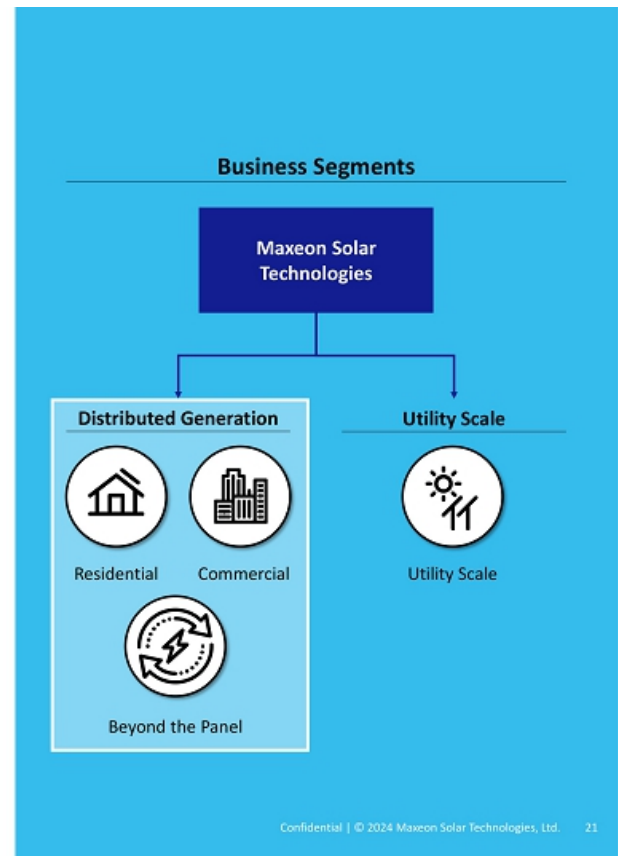 Business Segments
Maxeon Solar
Technologies
Distributed Generation
Residential
Commercial
Beyond the Panel
Utility Scale
Utility Scale
Confidential | © 2024 Maxeon Solar Technologies, Ltd. 21